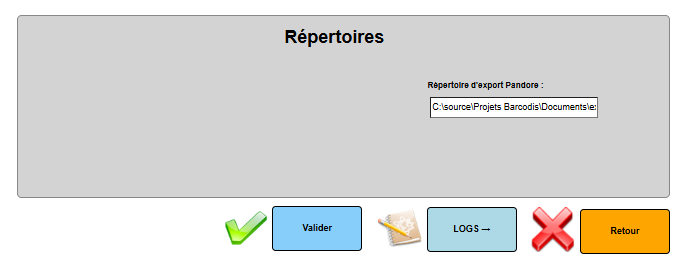 Répertoires
Répertoire d'export Pandore :
C:\source\Projets Barcodis\Documents\e
Valider
LOGS →
Retour